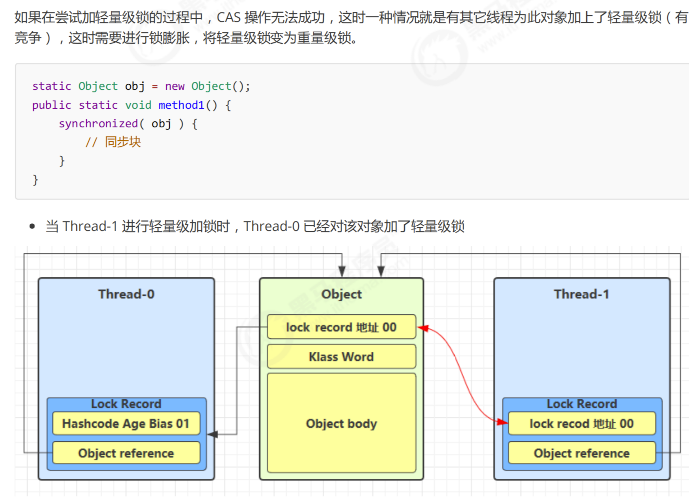 如果在尝试加轻量级锁的过程中，CAS 操作无法成功，这时一种情况就是有其它线程为此对象加上了轻量级锁（有
竞争），这时需要进行锁膨胀，将轻量级锁变为重量级锁。
static Object obj = new Object();
public static void method1() {
    synchronized( obj ) {
        // 同步块
    }
}
• 当 Thread-1 进行轻量级加锁时，Thread-0 已经对该对象加了轻量级锁
Thread-0
Lock Record
Hashcode Age Bias 01
Object reference
Object
lock record 地址 00
Klass Word
Object body
Thread-1
Lock Record
lock recod 地址 00
Object reference